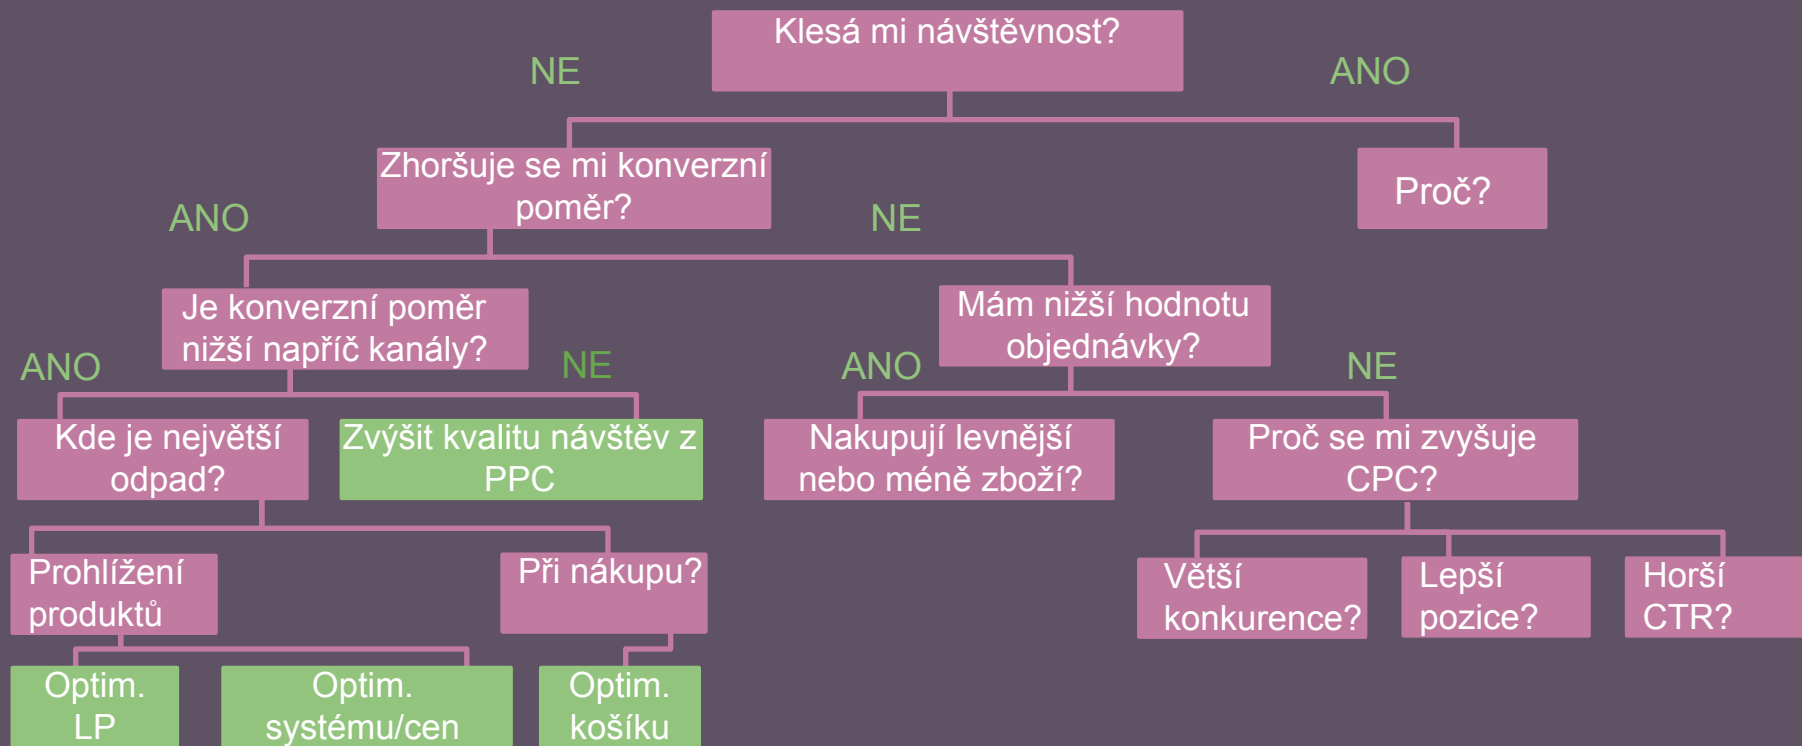 Klesá mi návštěvnost?
NE
ANO
Zhoršuje se mi konverzní
poměr?
Proč?
ANO
NE
Je konverzní poměr
nižší napříč kanály?
Mám nižší hodnotu
objednávky?
ANO
NE
ANO
NE
Kde je největší
odpad?
Zvýšit kvalitu návštěv z
PPC
Nakupují levnější
nebo méně zboží?
Proč se mi zvyšuje
CPC?
Prohlížení
produktů
Při nákupu?
Větší
konkurence?
Lepší
pozice?
Horší
CTR?
Optim.
LP
Optim.
systému/cen
Optim.
košíku